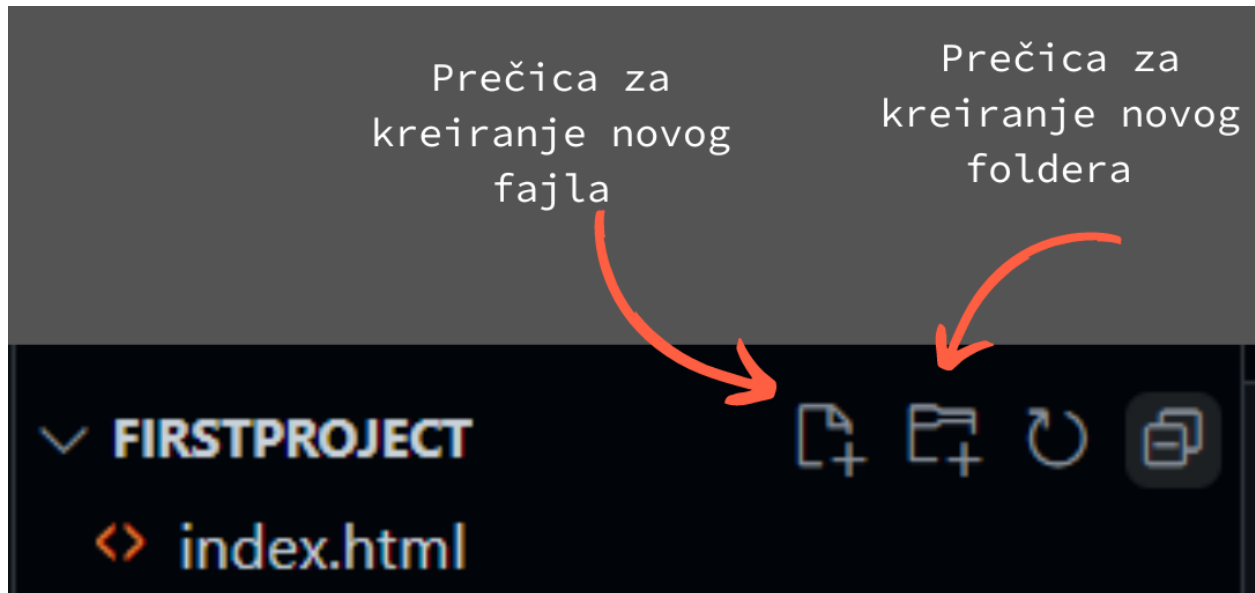 Prečica za
kreiranje novog
fajla
Prečica za
kreiranje novog
foldera
FIRSTPROJECT
index.html